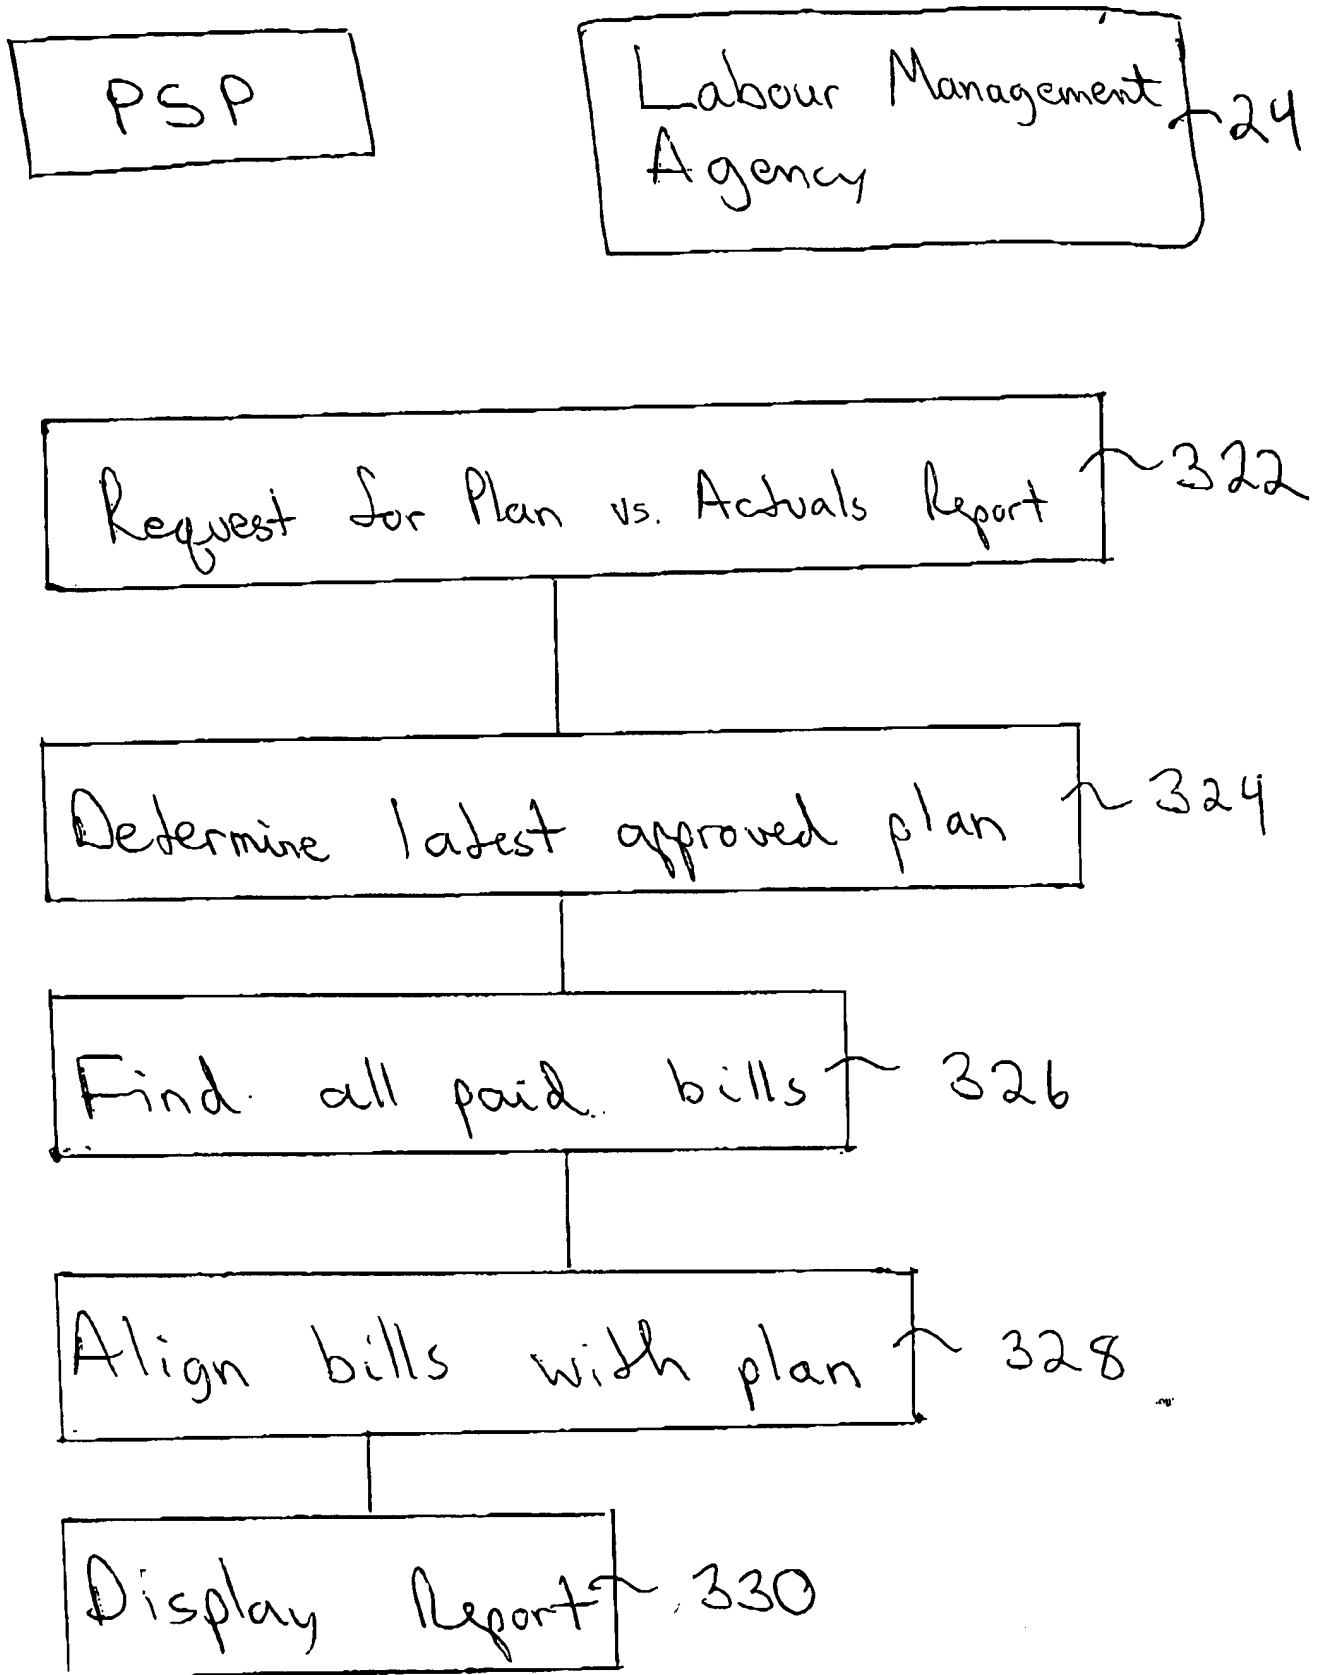 PSP
Labour Management
Agency
24
Request for Plan vs. Actuals Report
322
Determine latest approved plan
324
Find all paid bills
326
Align bills with plan
328
Display Report
330